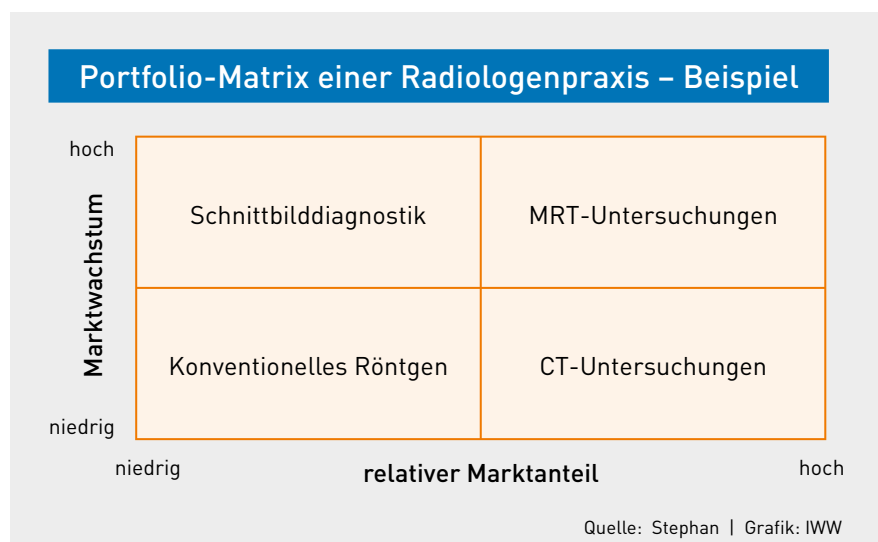 Portfolio-Matrix einer Radiologenpraxis – Beispiel
hoch
Marktwachstum
niedrig
Schnittbilddiagnostik
MRT-Untersuchungen
Konventionelles Röntgen
CT-Untersuchungen
niedrig
relativer Marktanteil
hoch
Quelle: Stephan | Grafik: IWW